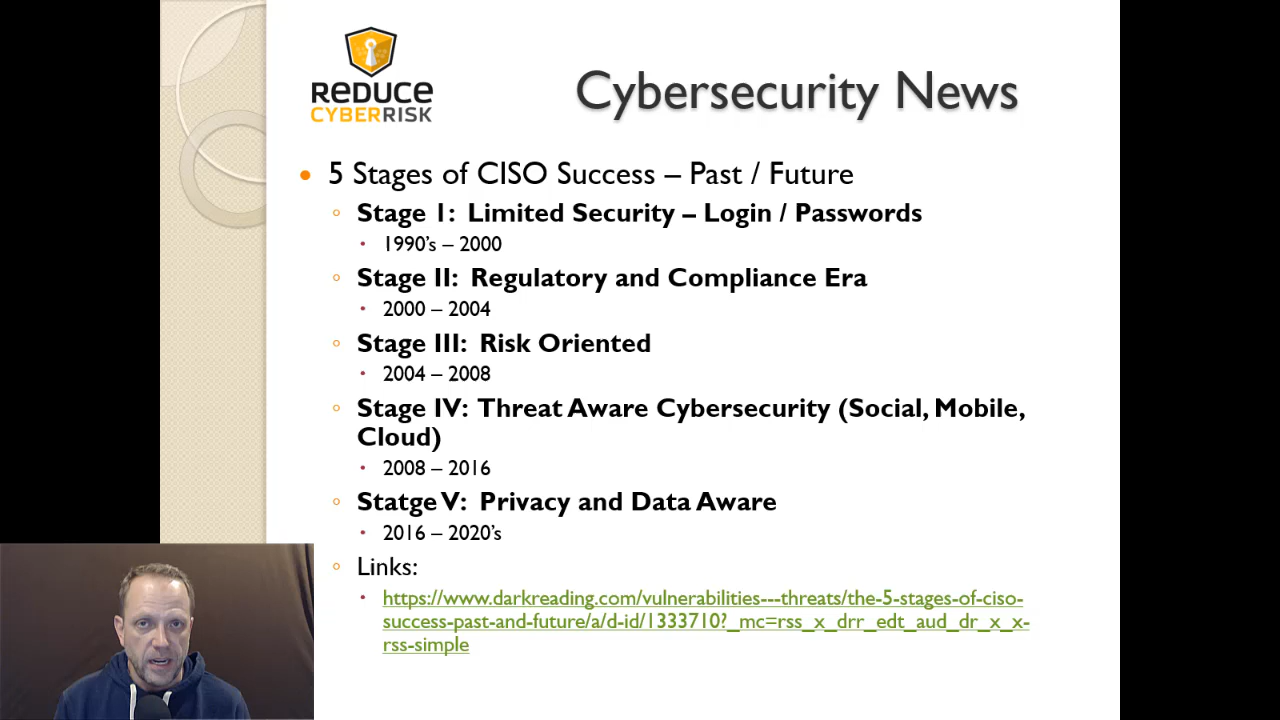 REDUCE
CYBERRISK
Cybersecurity News
5 Stages of CISO Success – Past / Future
Stage 1: Limited Security – Login / Passwords
1990's – 2000
Stage II: Regulatory and Compliance Era
2000 – 2004
Stage III: Risk Oriented
2004 – 2008
Stage IV: Threat Aware Cybersecurity (Social, Mobile,
Cloud)
2008 – 2016
Statge V: Privacy and Data Aware
2016 – 2020's
Links:
https://www.darkreading.com/vulnerabilities---threats/the-5-stages-of-ciso-
success-past-and-future/a/d-id/1333710?_mc=rss_x_drr_edt_aud_dr_x_x-
rss-simple